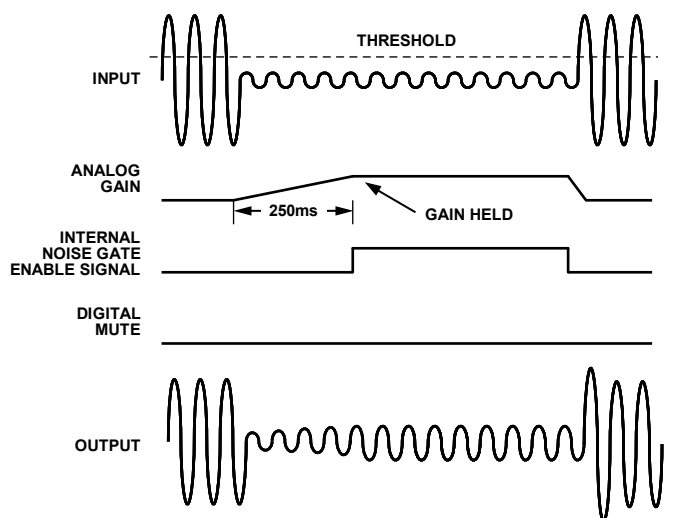 THRESHOLD
INPUT
ANALOG
GAIN
250ms
GAIN HELD
INTERNAL
NOISE GATE
ENABLE SIGNAL
DIGITAL
MUTE
OUTPUT